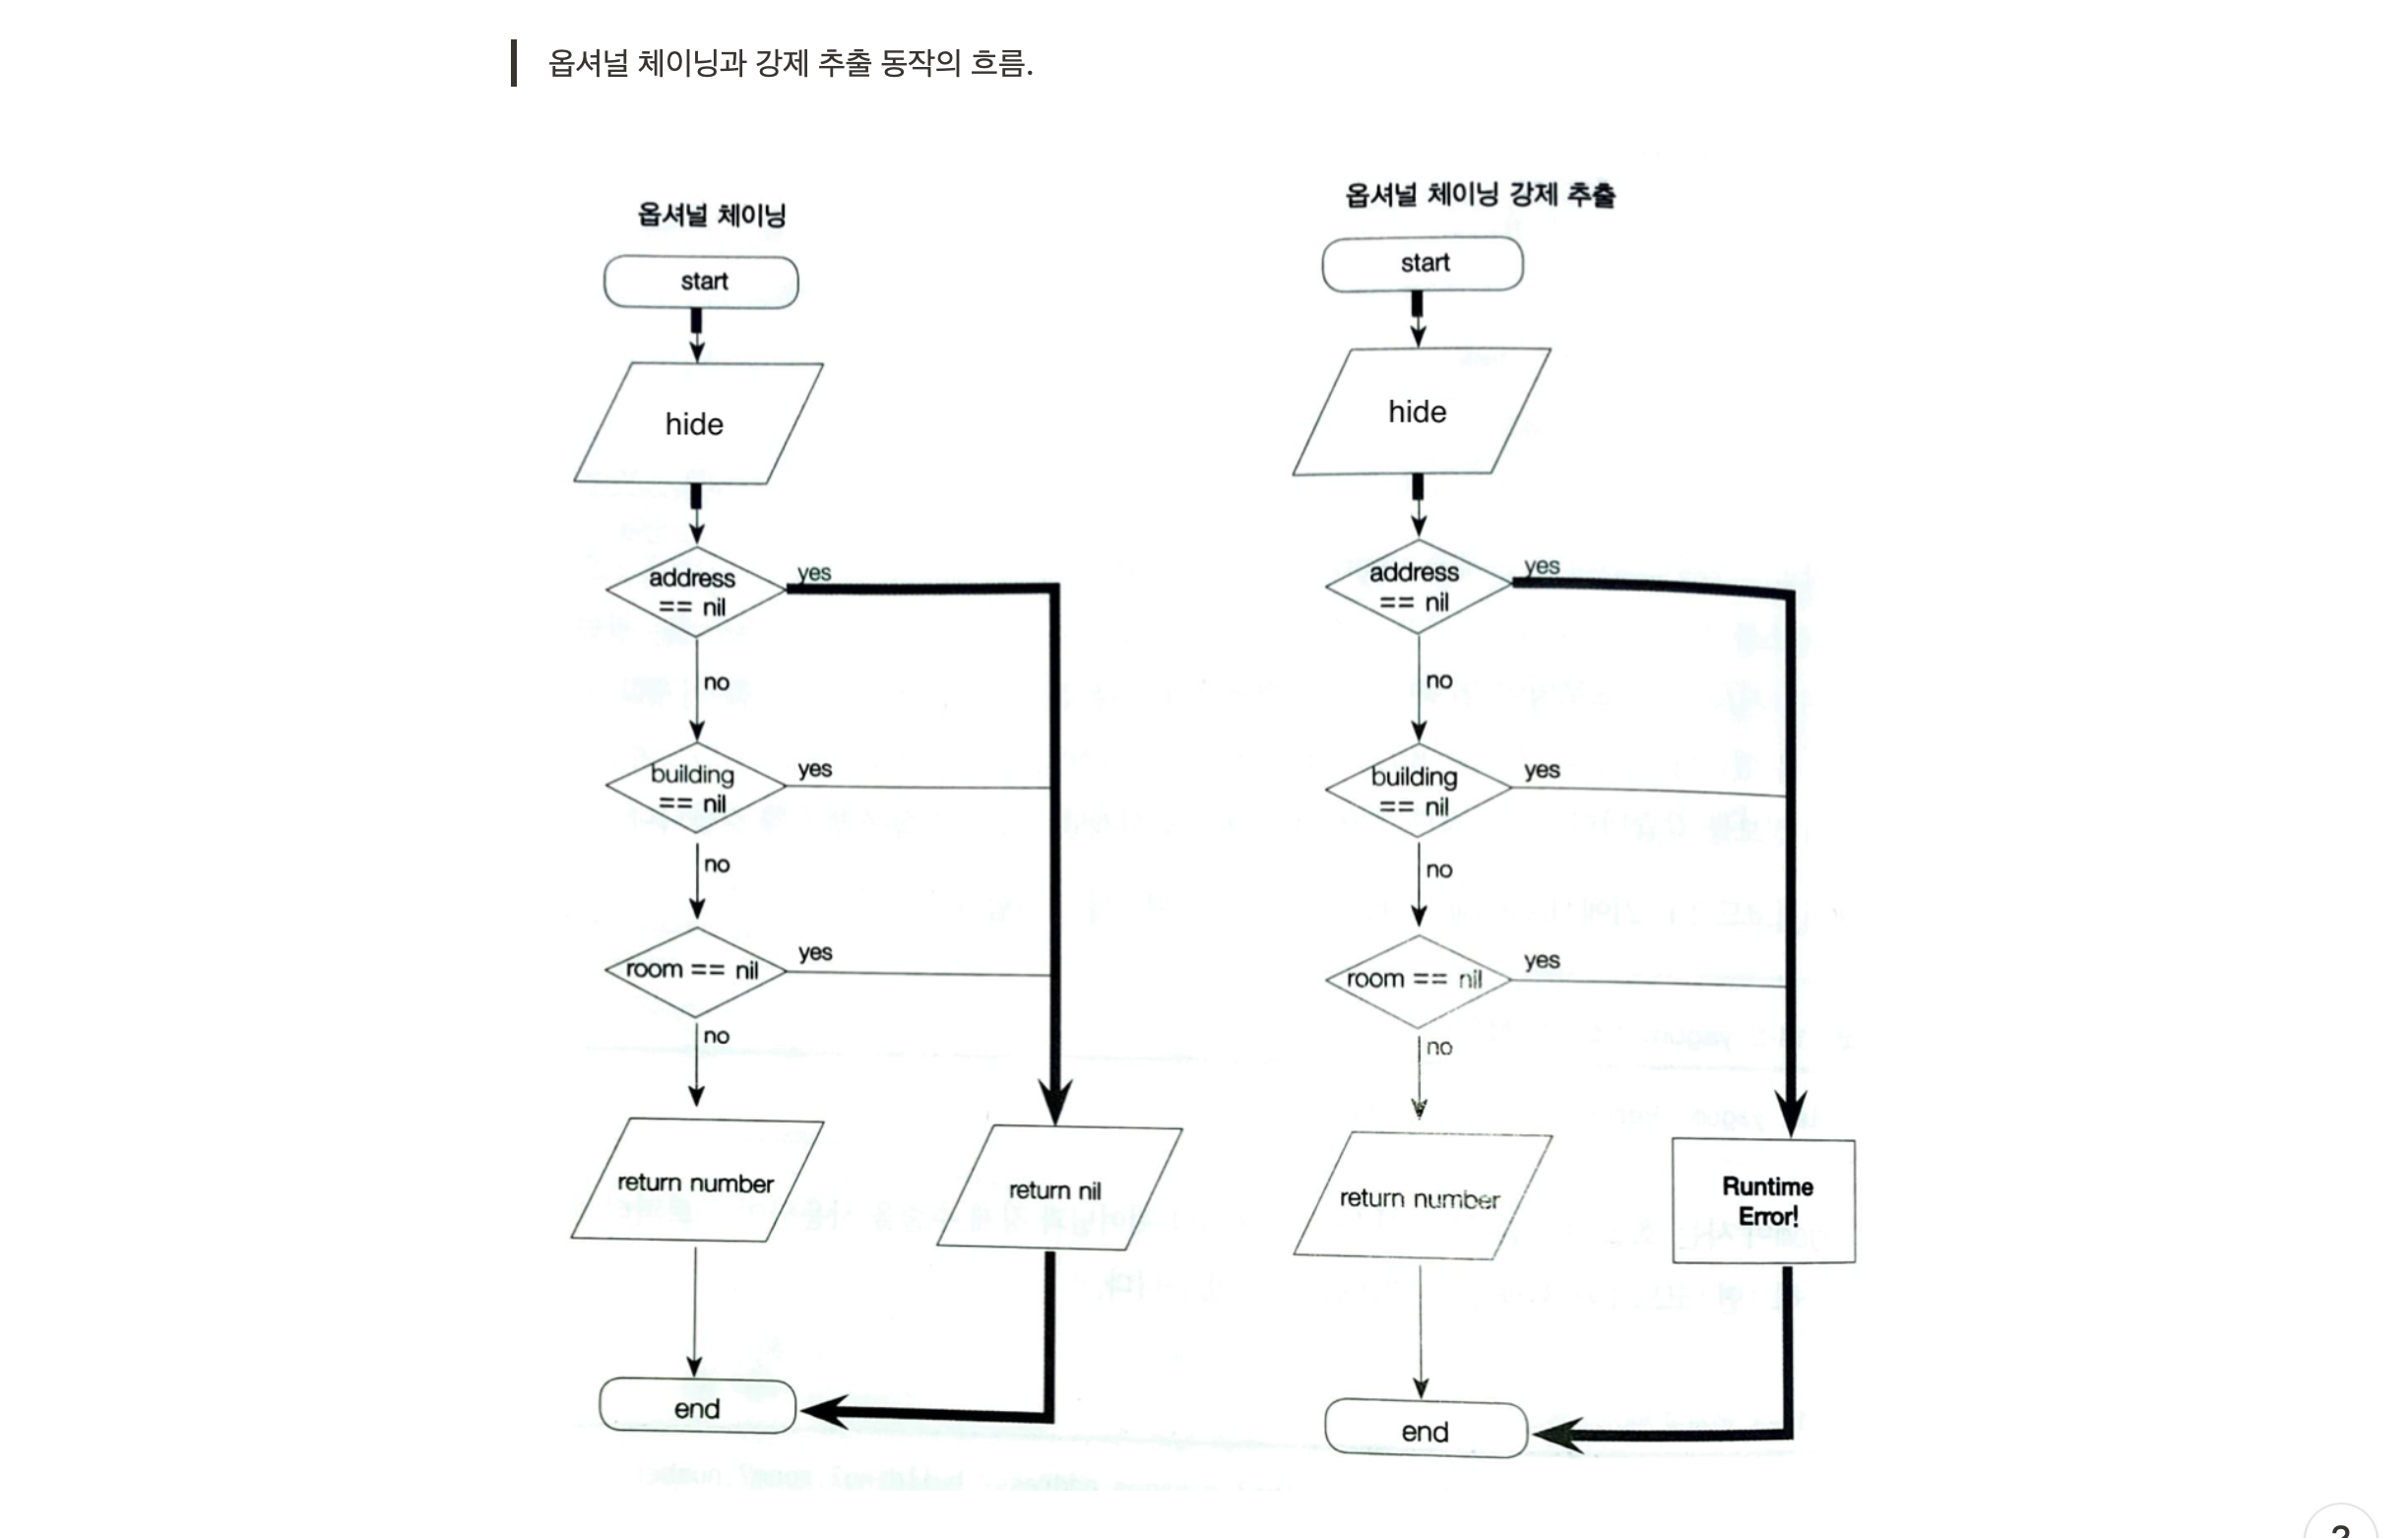 옵셔널 체이닝과 강제 추출 동작의 흐름.
옵셔널 체이닝
start
hide
address
== nil
yes
no
building
== nil
yes
no
room == nil
yes
no
return number
return nil
end
옵셔널 체이닝 강제 추출
start
hide
address
== nil
yes
no
building
== nil
yes
no
room == nil
yes
no
return number
Runtime
Error!
end